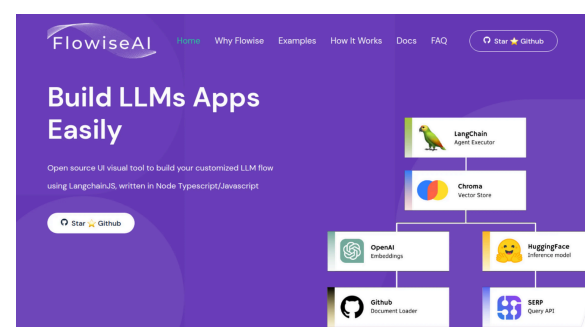 FlowiseAI
Home Why Flowise Examples How It Works Docs FAQ Star Github
Build LLMs Apps
Easily
Open source UI visual tool to build your customized LLM flow
using LangchainJS, written in Node Typescript/Javascript
Star Github
LangChain
Agent Executor
Chroma
Vector Store
OpenAI
Embeddings
HuggingFace
Inference model
Github
Document Loader
SERP
Query API